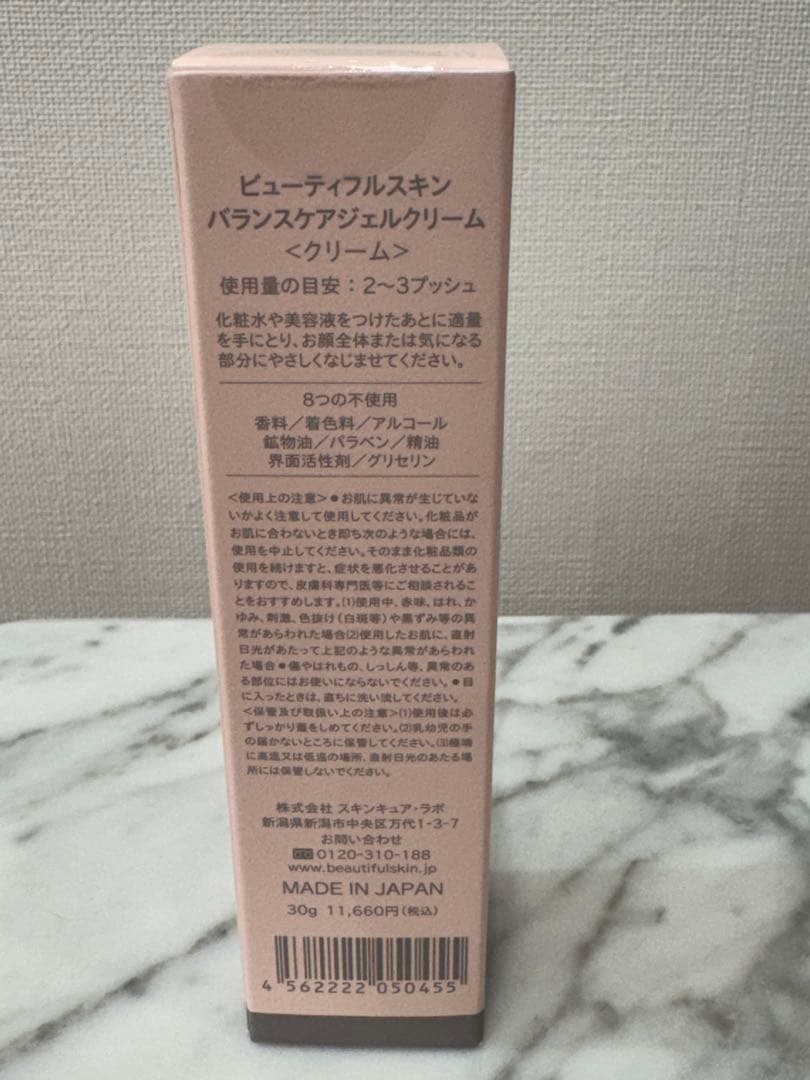 ビューティフルスキン
バランスケアジェルクリーム
＜クリーム＞
使用量の目安：2〜3プッシュ
化粧水や美容液をつけたあとに適量
を手にとり、お顔全体または気になる
部分にやさしくなじませてください。
8つの不使用
香料／着色料／アルコール
鉱物油／パラベン／精油
界面活性剤／グリセリン
＜使用上の注意＞●お肌に異常が生じていな
いかよく注意して使用してください。化粧品が
お肌に合わないとき即ち次のような場合には、
使用を中止してください。そのまま化粧品類の
使用を続けますと、症状を悪化させることがあ
りますので、皮膚科専門医等にご相談されるこ
とをおすすめします。(1)使用中、赤味、はれ、か
ゆみ、刺激、色抜け（白斑等）や黒ずみ等の異
常があらわれた場合(2)使用したお肌に、直射
日光があたって上記のような異常があらわれ
た場合●傷やはれもの、しっしん等、異常のあ
る部位にはお使いにならないでください。●目
に入ったときは、直ちに洗い流してください。
＜保管及び取扱い上の注意＞(1)使用後は必
ずしっかり蓋をしめてください。(2)乳幼児の手
の届かないところに保管してください。(3)極端
に高温又は低温の場所、直射日光のあたる場
所には保管しないでください。
株式会社 スキンキュア・ラボ
新潟県新潟市中央区万代1-3-7
お問い合わせ
0120-310-188
www.beautifulskin.jp
MADE IN JAPAN
30g 11,660円（税込）
4 562222 050455